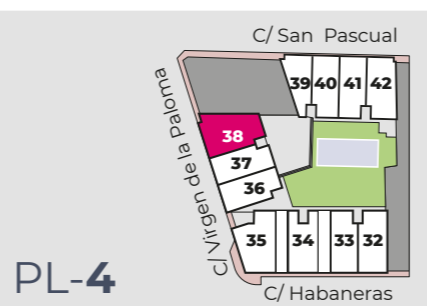 C/ San Pascual
39 40 41 42
C/ Virgen de la Paloma
38
37
36
35 34 33 32
PL-4
C/ Habaneras